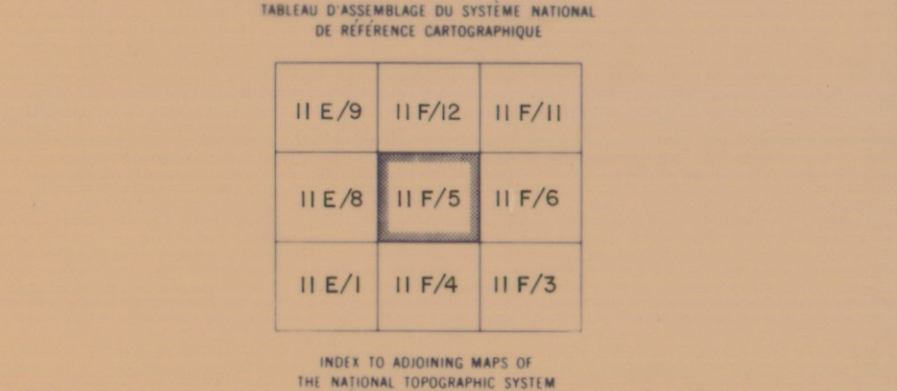 TABLEAU D'ASSEMBLAGE DU SYSTÈME NATIONAL
DE RÉFÉRENCE CARTOGRAPHIQUE
11 E/9 11 F/12 11 F/11
11 E/8 11 F/5 11 F/6
11 E/1 11 F/4 11 F/3
INDEX TO ADJOINING MAPS OF
THE NATIONAL TOPOGRAPHIC SYSTEM